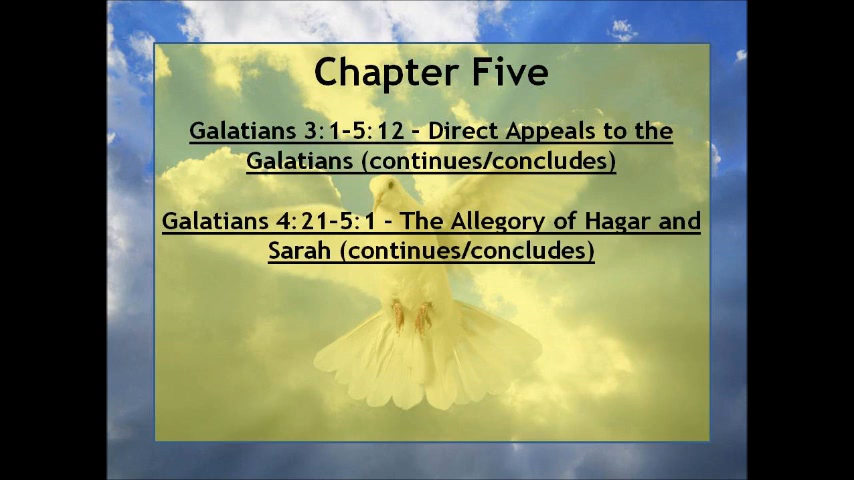 Chapter Five
Galatians 3:1-5:12 - Direct Appeals to the
Galatians (continues/concludes)
Galatians 4:21-5:1 - The Allegory of Hagar and
Sarah (continues/concludes)